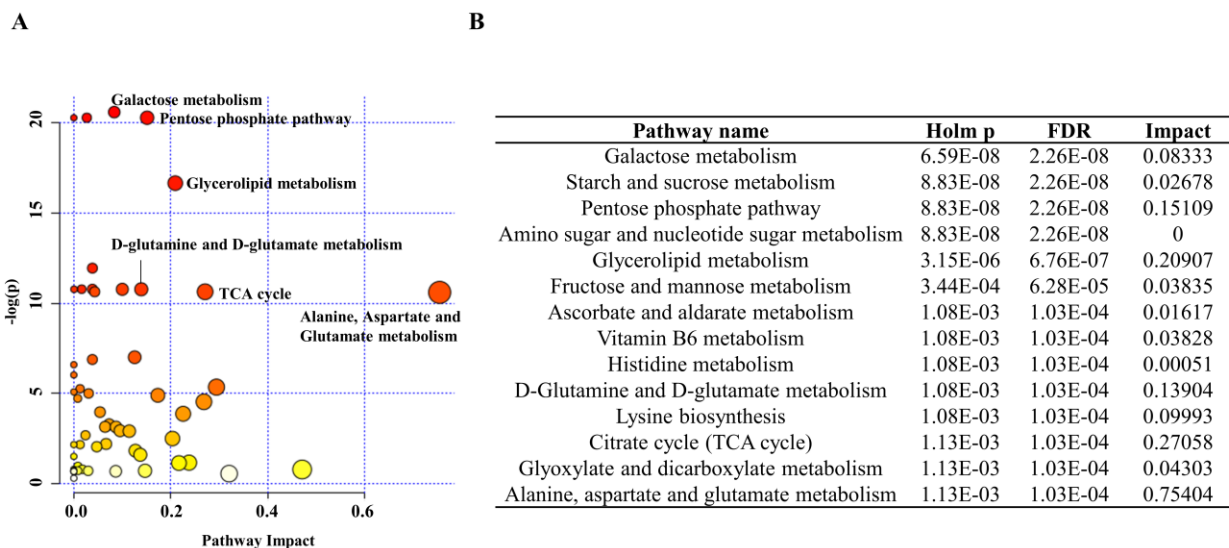 A
B
Galactose metabolism
Pentose phosphate pathway
Glycerolipid metabolism
D-glutamine and D-glutamate metabolism
TCA cycle
Alanine, Aspartate and
Glutamate metabolism
-log(p)
20
15
10
5
0
0.0 0.2 0.4 0.6
Pathway Impact
Pathway name Holm p FDR Impact
Galactose metabolism 6.59E-08 2.26E-08 0.08333
Starch and sucrose metabolism 8.83E-08 2.26E-08 0.02678
Pentose phosphate pathway 8.83E-08 2.26E-08 0.15109
Amino sugar and nucleotide sugar metabolism 8.83E-08 2.26E-08 0
Glycerolipid metabolism 3.15E-06 6.76E-07 0.20907
Fructose and mannose metabolism 3.44E-04 6.28E-05 0.03835
Ascorbate and aldarate metabolism 1.08E-03 1.03E-04 0.01617
Vitamin B6 metabolism 1.08E-03 1.03E-04 0.03828
Histidine metabolism 1.08E-03 1.03E-04 0.00051
D-Glutamine and D-glutamate metabolism 1.08E-03 1.03E-04 0.13904
Lysine biosynthesis 1.08E-03 1.03E-04 0.09993
Citrate cycle (TCA cycle) 1.13E-03 1.03E-04 0.27058
Glyoxylate and dicarboxylate metabolism 1.13E-03 1.03E-04 0.04303
Alanine, aspartate and glutamate metabolism 1.13E-03 1.03E-04 0.75404